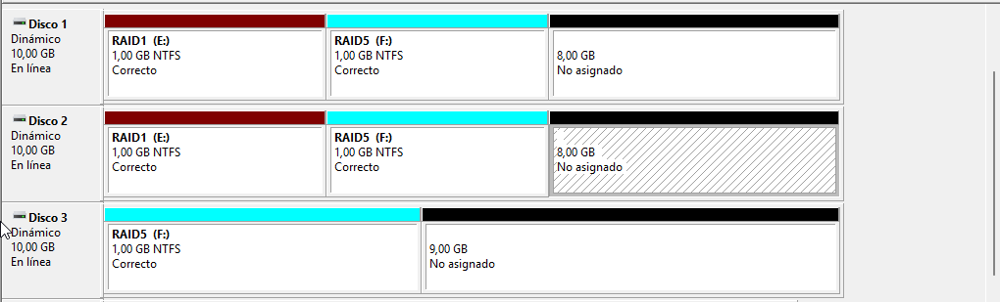 Disco 1
Dinámico
10,00 GB
En línea
RAID1 (E:)
1,00 GB NTFS
Correcto
RAID5 (F:)
1,00 GB NTFS
Correcto
8,00 GB
No asignado
Disco 2
Dinámico
10,00 GB
En línea
RAID1 (E:)
1,00 GB NTFS
Correcto
RAID5 (F:)
1,00 GB NTFS
Correcto
8,00 GB
No asignado
Disco 3
Dinámico
10,00 GB
En línea
RAID5 (F:)
1,00 GB NTFS
Correcto
9,00 GB
No asignado